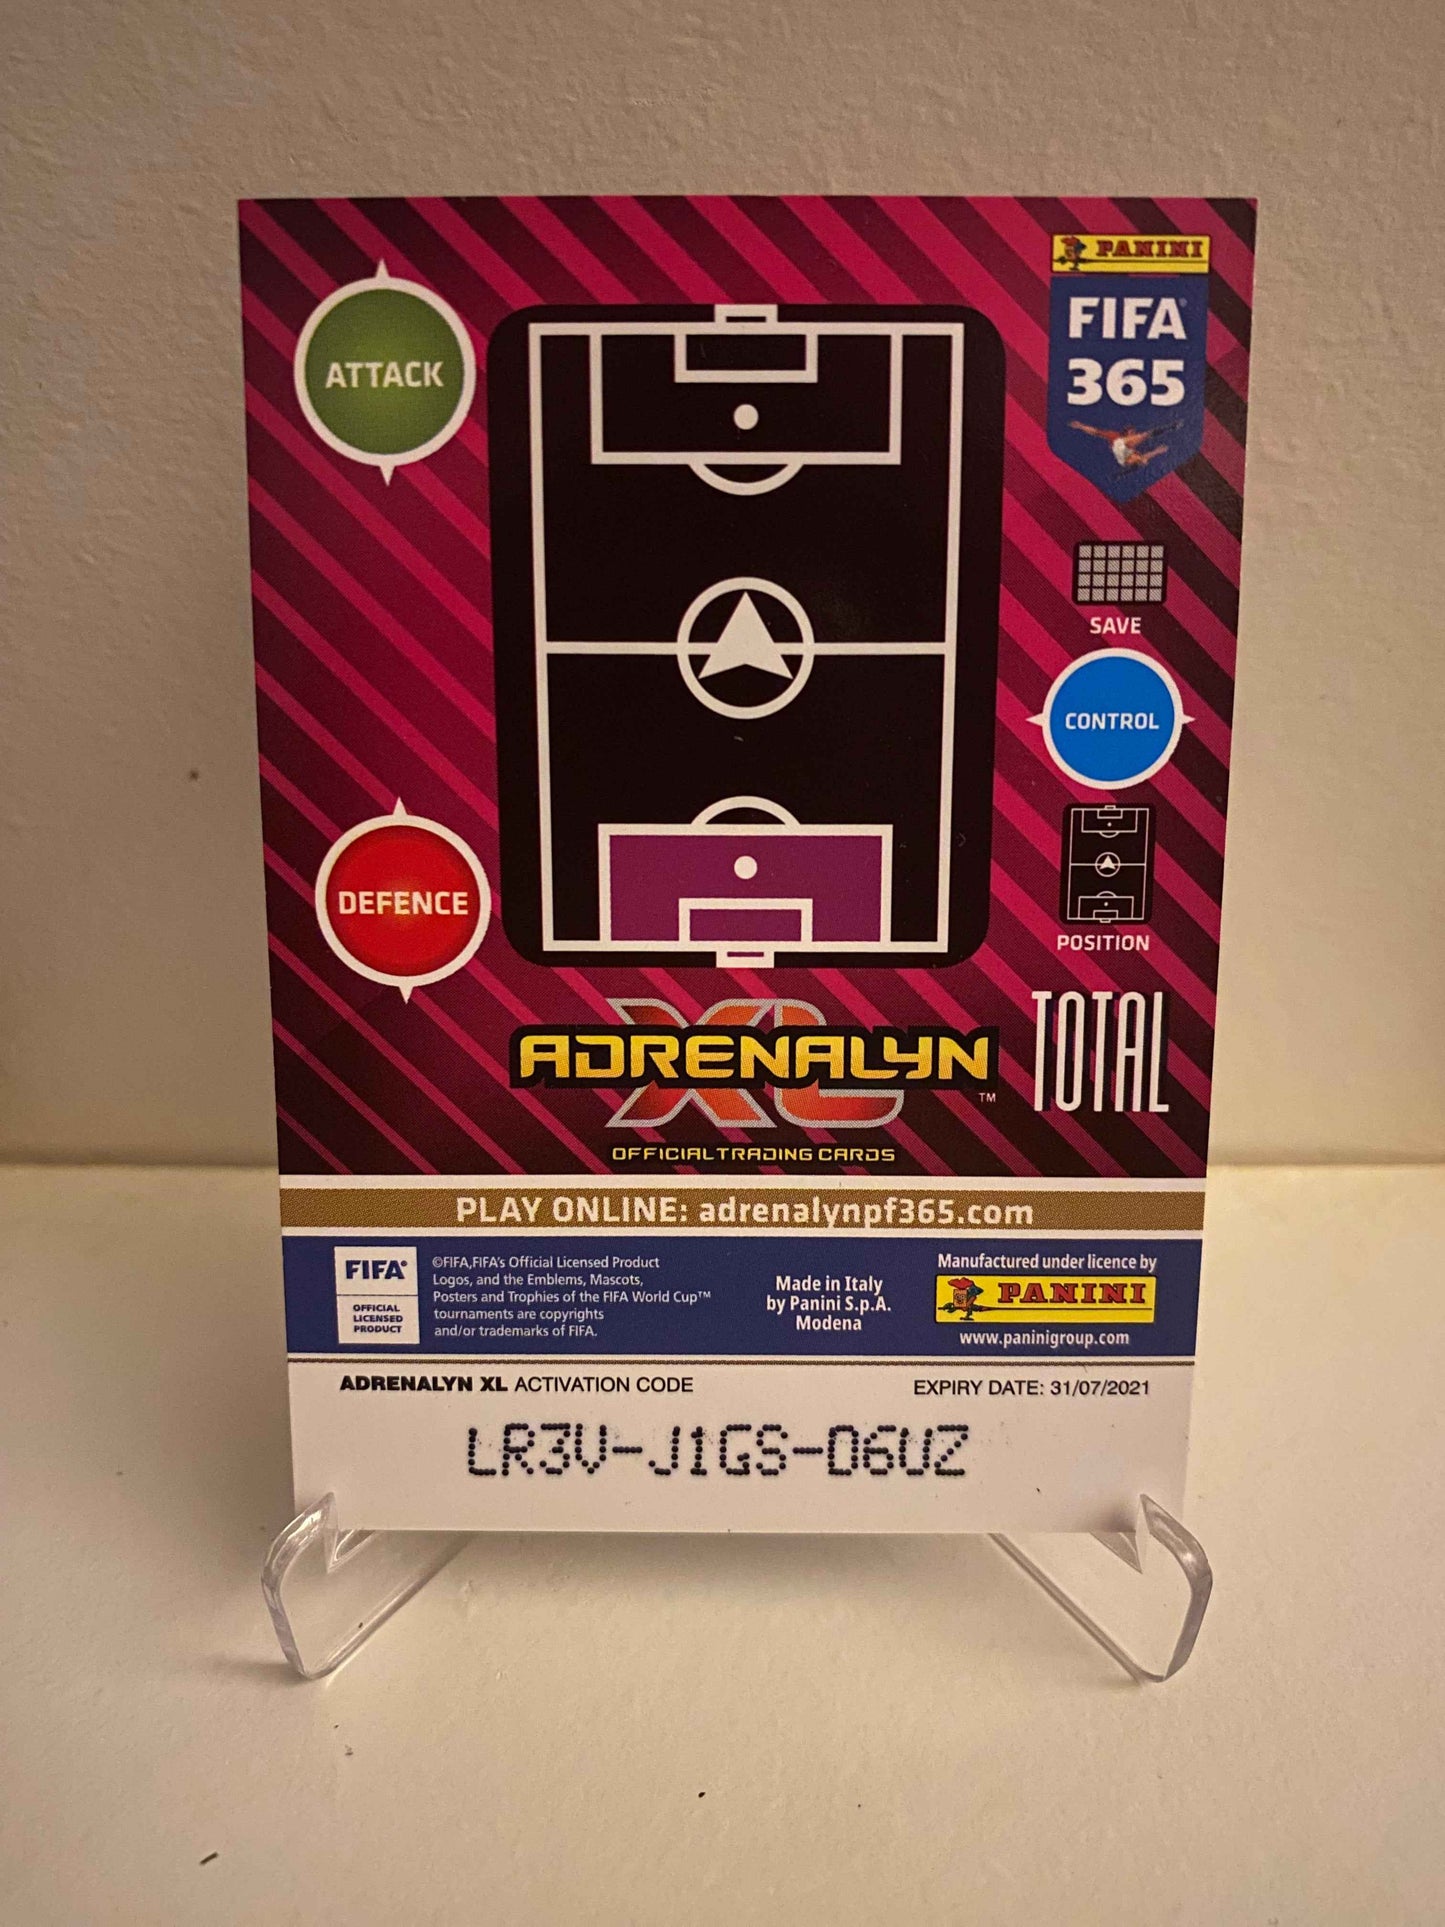 PANINI
FIFA
365
ATTACK
SAVE
CONTROL
DEFENCE
POSITION
TOTAL
ADRENALYN XL™
OFFICIAL TRADING CARDS
PLAY ONLINE: adrenalynpf365.com
FIFA®
OFFICIAL
LICENSED
PRODUCT
©FIFA,FIFA's Official Licensed Product
Logos, and the Emblems, Mascots,
Posters and Trophies of the FIFA World Cup™
tournaments are copyrights
and/or trademarks of FIFA.
Made in Italy
by Panini S.p.A.
Modena
Manufactured under licence by
PANINI
www.paninigroup.com
ADRENALYN XL ACTIVATION CODE
EXPIRY DATE: 31/07/2021
LR3V-J1GS-D6UZ